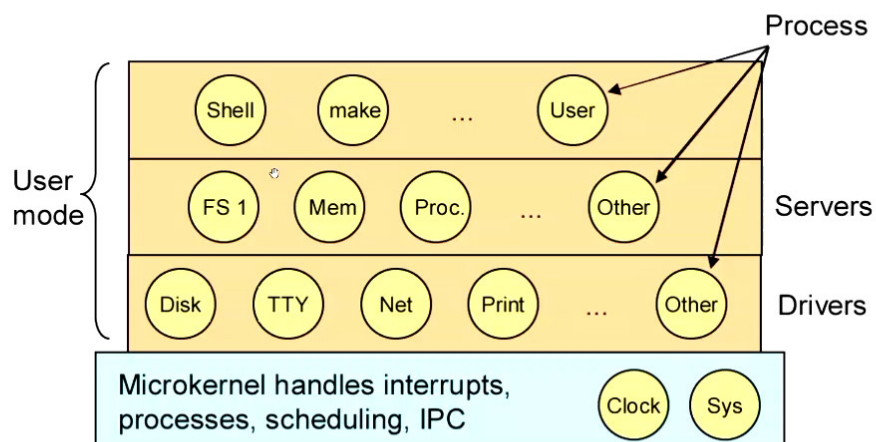 Process
Shell make ... User
User
mode
FS 1 Mem Proc. ... Other
Servers
Disk TTY Net Print ... Other
Drivers
Microkernel handles interrupts,
processes, scheduling, IPC
Clock Sys